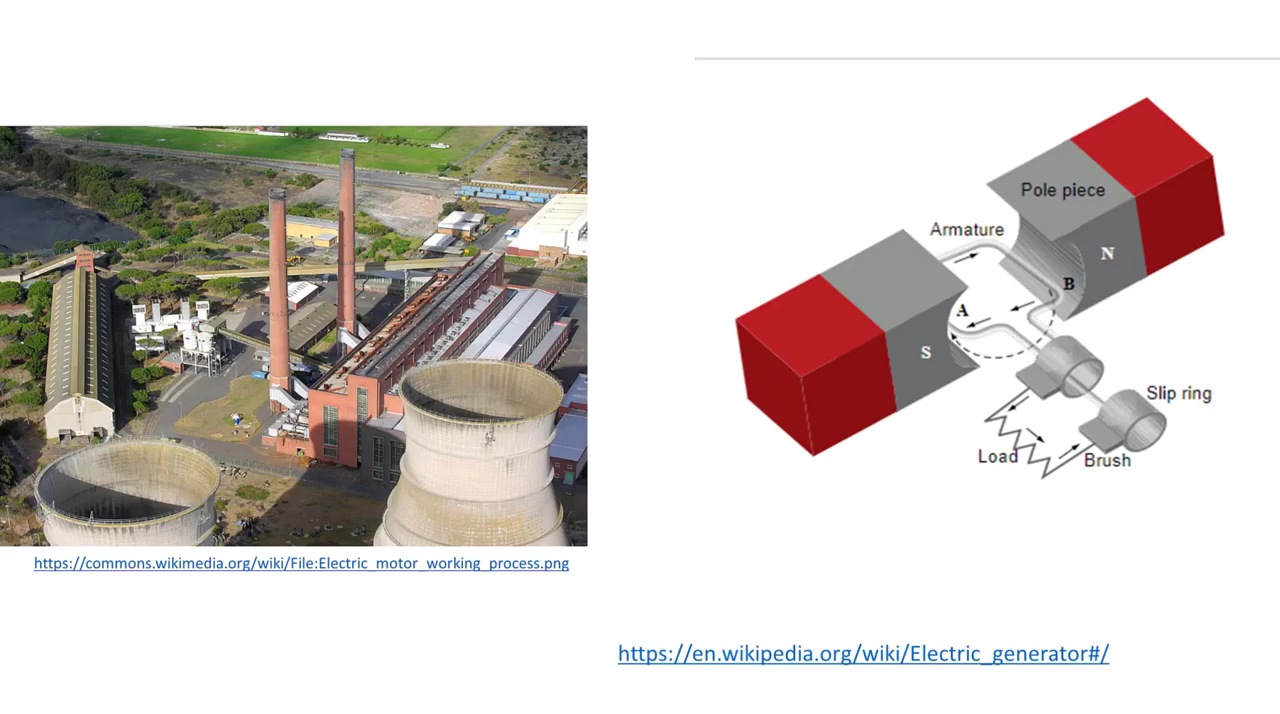 https://commons.wikimedia.org/wiki/File:Electric_motor_working_process.png
Pole piece
Armature
N
B
A
S
Slip ring
Load
Brush
https://en.wikipedia.org/wiki/Electric_generator#/